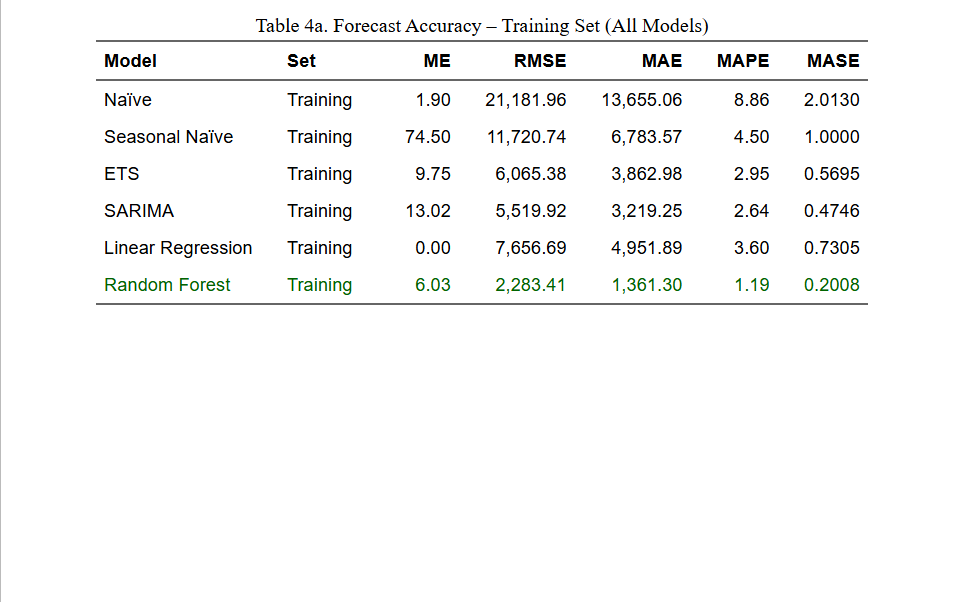 Table 4a. Forecast Accuracy – Training Set (All Models)
Model Set ME RMSE MAE MAPE MASE
Naïve Training 1.90 21,181.96 13,655.06 8.86 2.0130
Seasonal Naïve Training 74.50 11,720.74 6,783.57 4.50 1.0000
ETS Training 9.75 6,065.38 3,862.98 2.95 0.5695
SARIMA Training 13.02 5,519.92 3,219.25 2.64 0.4746
Linear Regression Training 0.00 7,656.69 4,951.89 3.60 0.7305
Random Forest Training 6.03 2,283.41 1,361.30 1.19 0.2008